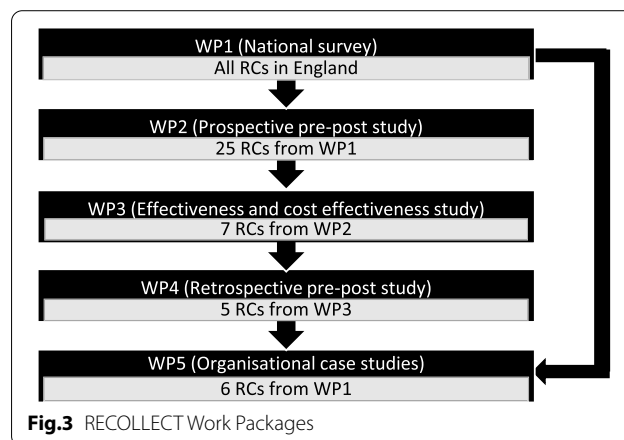 WP1 (National survey)
All RCs in England
WP2 (Prospective pre-post study)
25 RCs from WP1
WP3 (Effectiveness and cost effectiveness study)
7 RCs from WP2
WP4 (Retrospective pre-post study)
5 RCs from WP3
WP5 (Organisational case studies)
6 RCs from WP1
Fig.3 RECOLLECT Work Packages